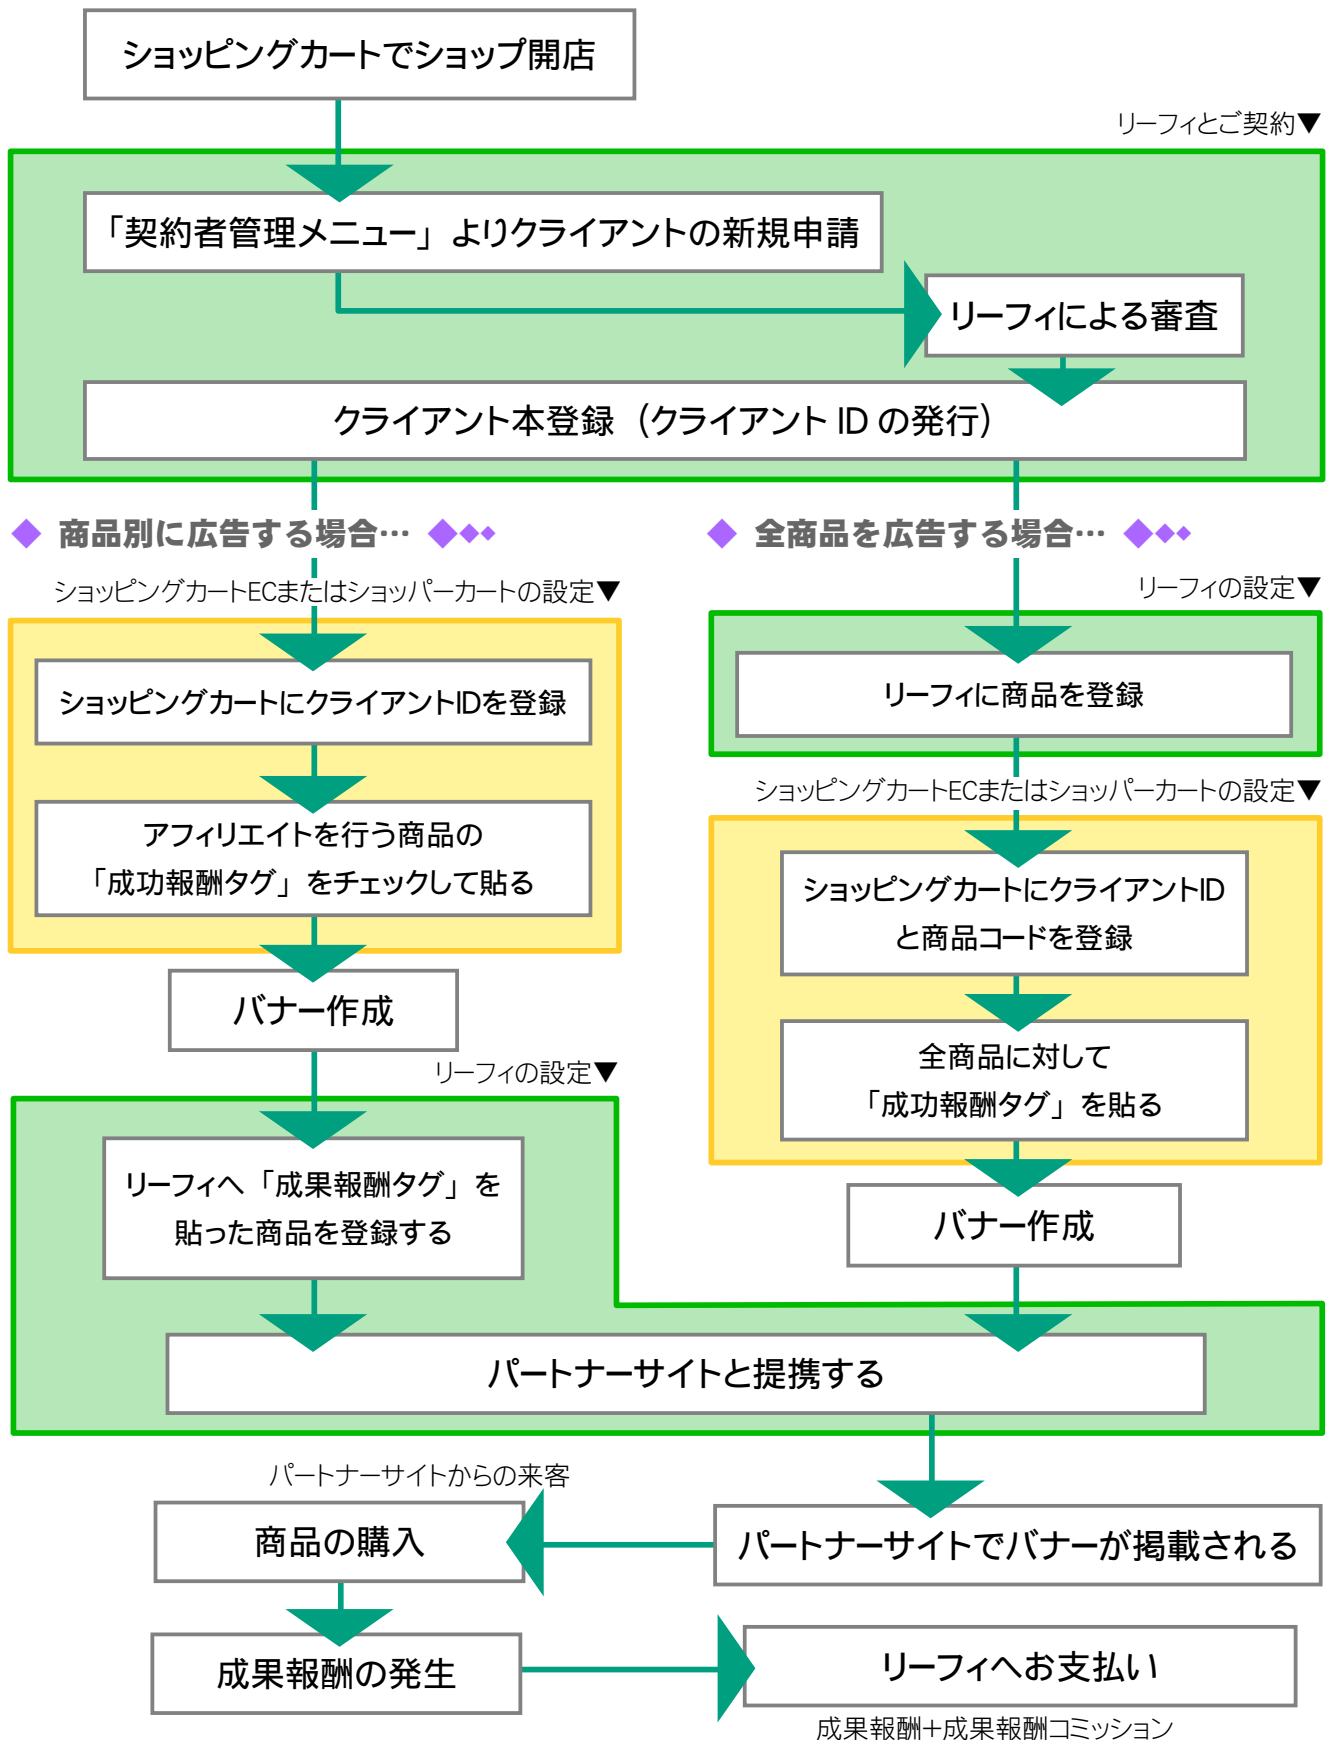 ショッピングカートでショップ開店
リーフィとご契約▼
「契約者管理メニュー」よりクライアントの新規申請
リーフィによる審査
クライアント本登録（クライアント ID の発行）
◆ 商品別に広告する場合… ◆◆◆
ショッピングカートECまたはショッパーカートの設定▼
ショッピングカートにクライアントIDを登録
アフィリエイトを行う商品の
「成功報酬タグ」をチェックして貼る
バナー作成
リーフィの設定▼
リーフィへ「成果報酬タグ」を
貼った商品を登録する
◆ 全商品を広告する場合… ◆◆◆
リーフィの設定▼
リーフィに商品を登録
ショッピングカートECまたはショッパーカートの設定▼
ショッピングカートにクライアントID
と商品コードを登録
全商品に対して
「成功報酬タグ」を貼る
バナー作成
パートナーサイトと提携する
パートナーサイトでバナーが掲載される
パートナーサイトからの来客
商品の購入
成果報酬の発生
リーフィへお支払い
成果報酬＋成果報酬コミッション